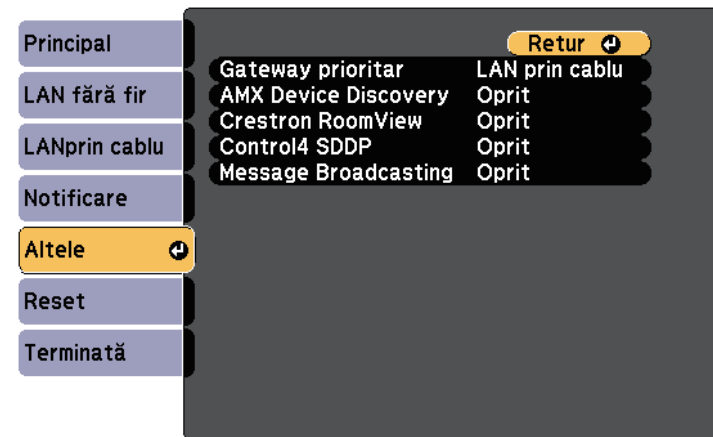 Principal
LAN fără fir
LANprin cablu
Notificare
Altele
Reset
Terminată
Retur
Gateway prioritar LAN prin cablu
AMX Device Discovery Oprit
Crestron RoomView Oprit
Control4 SDDP Oprit
Message Broadcasting Oprit